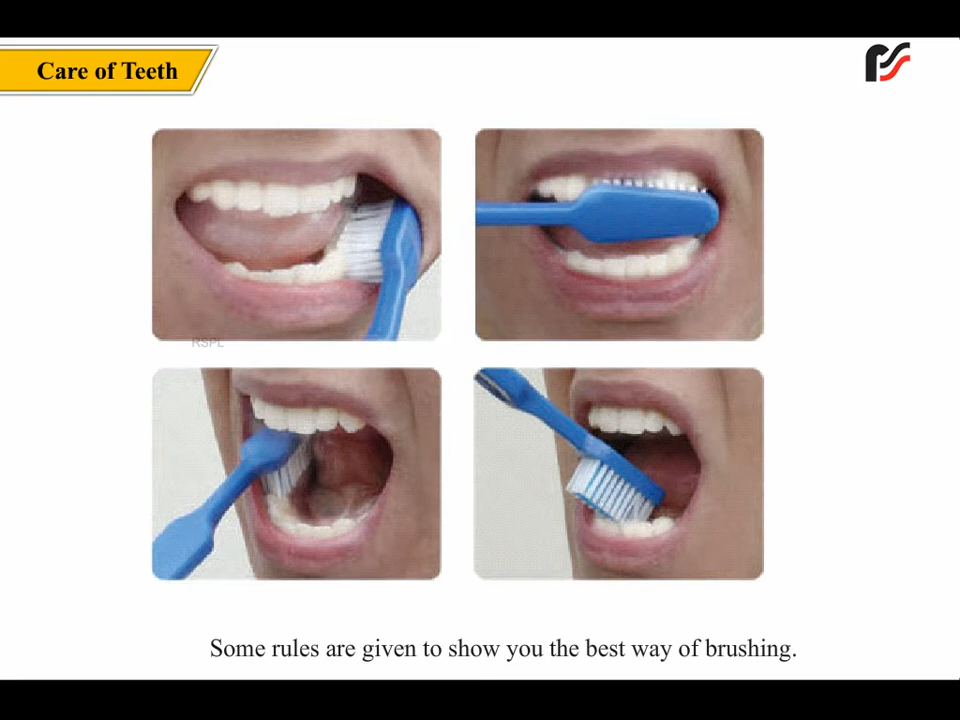 Care of Teeth
RSPL
Some rules are given to show you the best way of brushing.